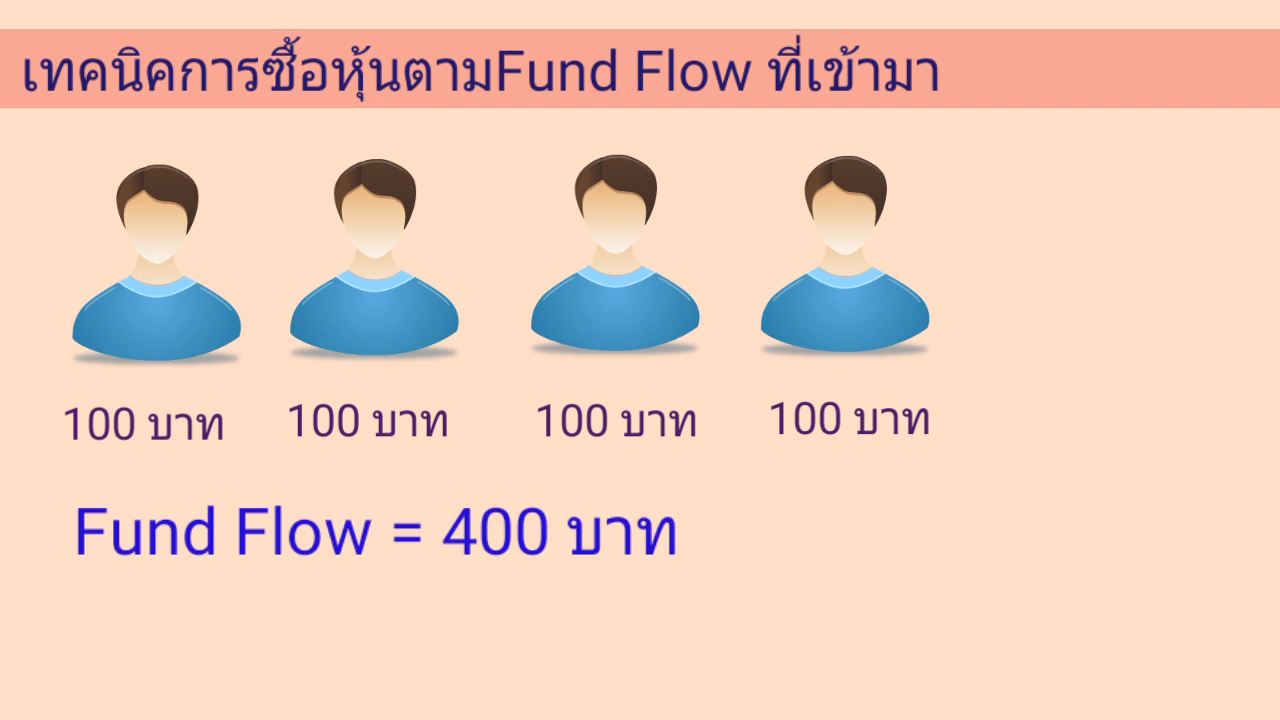 เทคนิคการซื้อหุ้นตามFund Flow ที่เข้ามา
100 บาท 100 บาท 100 บาท 100 บาท
Fund Flow = 400 บาท